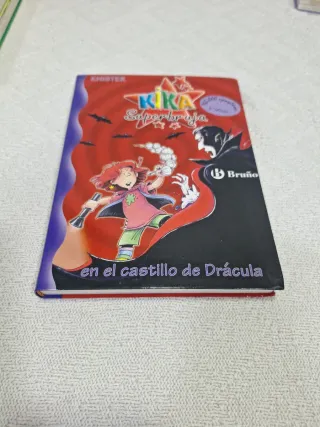 KNISTER
KIKA
Superbruja
Bruño
en el castillo de Drácula